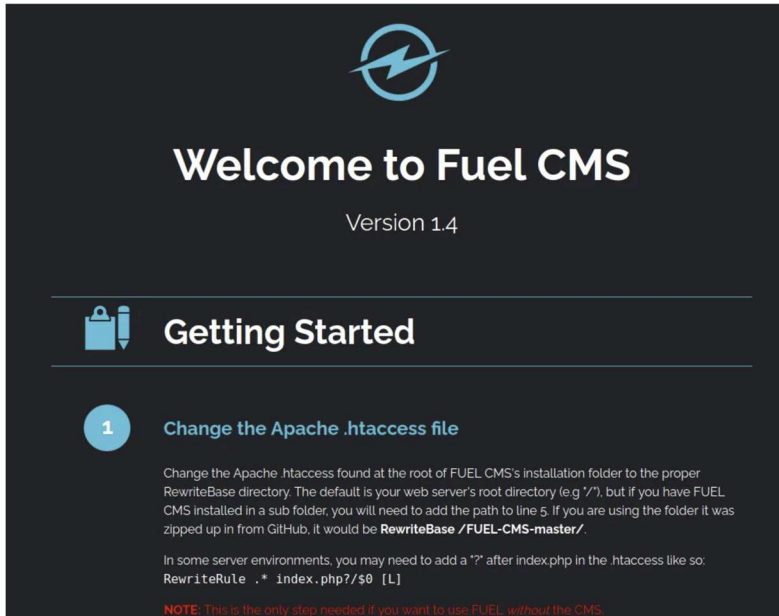 Welcome to Fuel CMS
Version 1.4
Getting Started
1
Change the Apache .htaccess file
Change the Apache .htaccess found at the root of FUEL CMS's installation folder to the proper
RewriteBase directory. The default is your web server's root directory (e.g "/"), but if you have FUEL
CMS installed in a sub folder, you will need to add the path to line 5. If you are using the folder it was
zipped up in from GitHub, it would be RewriteBase /FUEL-CMS-master/.
In some server environments, you may need to add a "?" after index.php in the .htaccess like so:
RewriteRule .* index.php?/$0 [L]
NOTE: This is the only step needed if you want to use FUEL without the CMS.